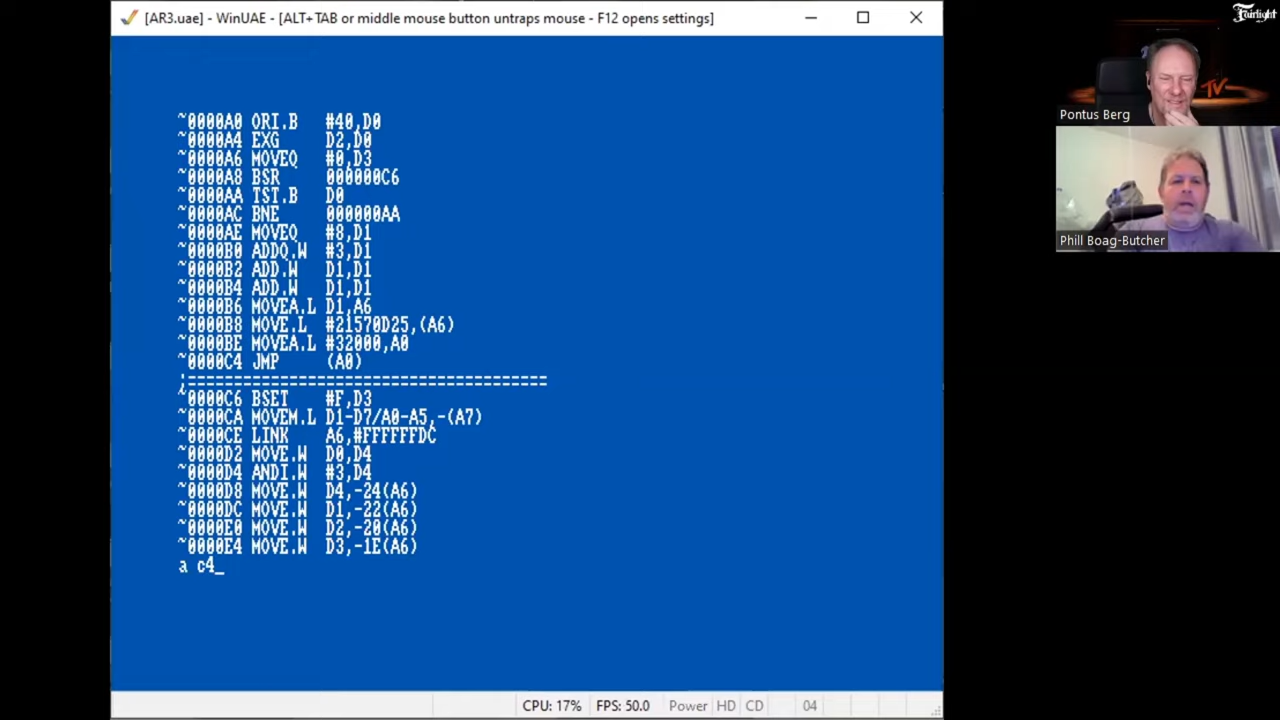 [AR3.uae] - WinUAE - [ALT+TAB or middle mouse button untraps mouse - F12 opens settings]
~0000A0 ORI.B #40,D0
~0000A4 EXG D2,D0
~0000A6 MOVEQ #0,D3
~0000A8 BSR 000000C6
~0000AA TST.B D0
~0000AC BNE 000000AA
~0000AE MOVEQ #8,D1
~0000B0 ADDQ.W #3,D1
~0000B2 ADD.W D1,D1
~0000B4 ADD.W D1,D1
~0000B6 MOVEA.L D1,A6
~0000B8 MOVE.L #21570D25,(A6)
~0000BE MOVEA.L #32000,A0
~0000C4 JMP (A0)
;=======================================
~0000C6 BSET #F,D3
~0000CA MOVEM.L D1-D7/A0-A5,-(A7)
~0000CE LINK A6,#FFFFFFDC
~0000D2 MOVE.W D0,D4
~0000D4 ANDI.W #3,D4
~0000D8 MOVE.W D4,-24(A6)
~0000DC MOVE.W D1,-22(A6)
~0000E0 MOVE.W D2,-20(A6)
~0000E4 MOVE.W D3,-1E(A6)
a c4_
CPU: 17% FPS: 50.0 Power HD CD 04
Fairlight
TV
Pontus Berg
Phill Boag-Butcher